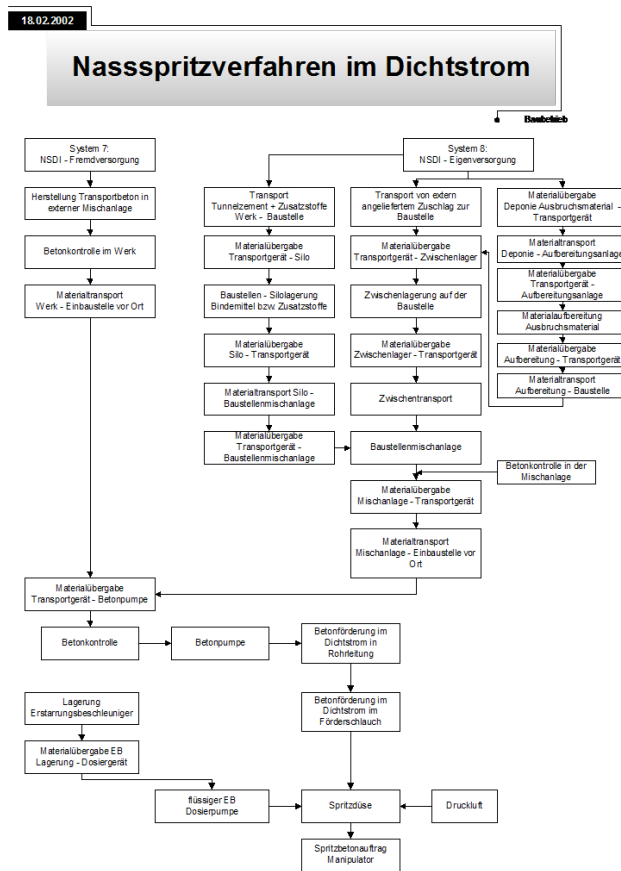 18.02.2002
Nassspritzverfahren im Dichtstrom
Baubetrieb
System 7:
NSDI - Fremdversorgung
System 8:
NSDI - Eigenversorgung
Herstellung Transportbeton in
externer Mischanlage
Transport
Tunnelzement + Zusatzstoffe
Werk - Baustelle
Transport von extern
angeliefertem Zuschlag zur
Baustelle
Materialübergabe
Deponie Ausbruchsmaterial -
Transportgerät
Betonkontrolle im Werk
Materialübergabe
Transportgerät - Silo
Materialübergabe
Transportgerät - Zwischenlager
Materialtransport
Deponie - Aufbereitungsanlage
Materialtransport
Werk - Einbaustelle vor Ort
Baustellen - Silolagerung
Bindemittel bzw. Zusatzstoffe
Zwischenlagerung auf der
Baustelle
Materialübergabe
Transportgerät -
Aufbereitungsanlage
Materialaufbereitung
Ausbruchsmaterial
Materialübergabe
Silo - Transportgerät
Materialübergabe
Zwischenlager - Transportgerät
Materialübergabe
Aufbereitung - Transportgerät
Materialtransport Silo -
Baustellenmischanlage
Zwischentransport
Materialtransport
Aufbereitung - Baustelle
Materialübergabe
Transportgerät -
Baustellenmischanlage
Baustellenmischanlage
Betonkontrolle in der
Mischanlage
Materialübergabe
Mischanlage - Transportgerät
Materialtransport
Mischanlage - Einbaustelle vor
Ort
Materialübergabe
Transportgerät - Betonpumpe
Betonkontrolle
Betonpumpe
Betonförderung im
Dichtstrom in
Rohrleitung
Lagerung
Erstarrungsbeschleuniger
Betonförderung im
Dichtstrom im
Förderschlauch
Materialübergabe EB
Lagerung - Dosiergerät
flüssiger EB
Dosierpumpe
Spritzdüse
Druckluft
Spritzbetonauftrag
Manipulator